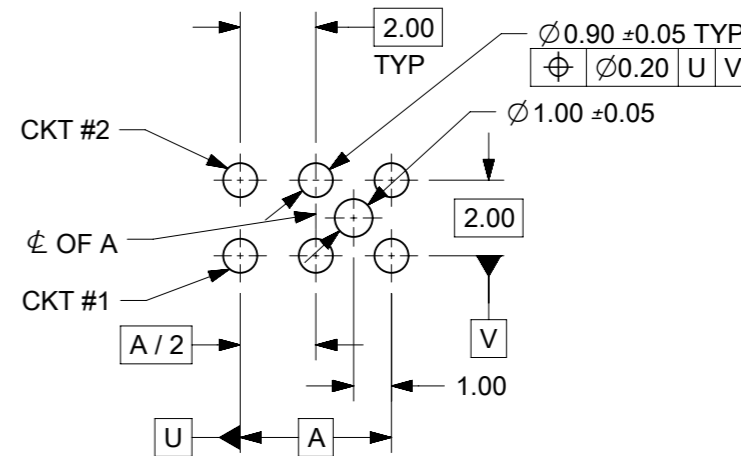 2.00
TYP
∅0.90 ±0.05 TYP
⌖ ∅0.20 U V
∅1.00 ±0.05
CKT #2
2.00
℄ OF A
CKT #1
A / 2
V
1.00
U
A